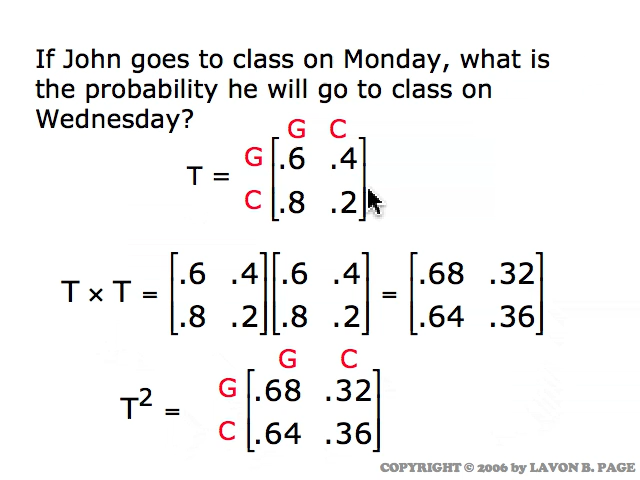 If John goes to class on Monday, what is
the probability he will go to class on
Wednesday?
G C
T = G [.6 .4]
C [.8 .2]
T × T = [.6 .4] [.6 .4] = [.68 .32]
[.8 .2] [.8 .2] [.64 .36]
G C
T² = G [.68 .32]
C [.64 .36]
COPYRIGHT © 2006 by LAVON B. PAGE